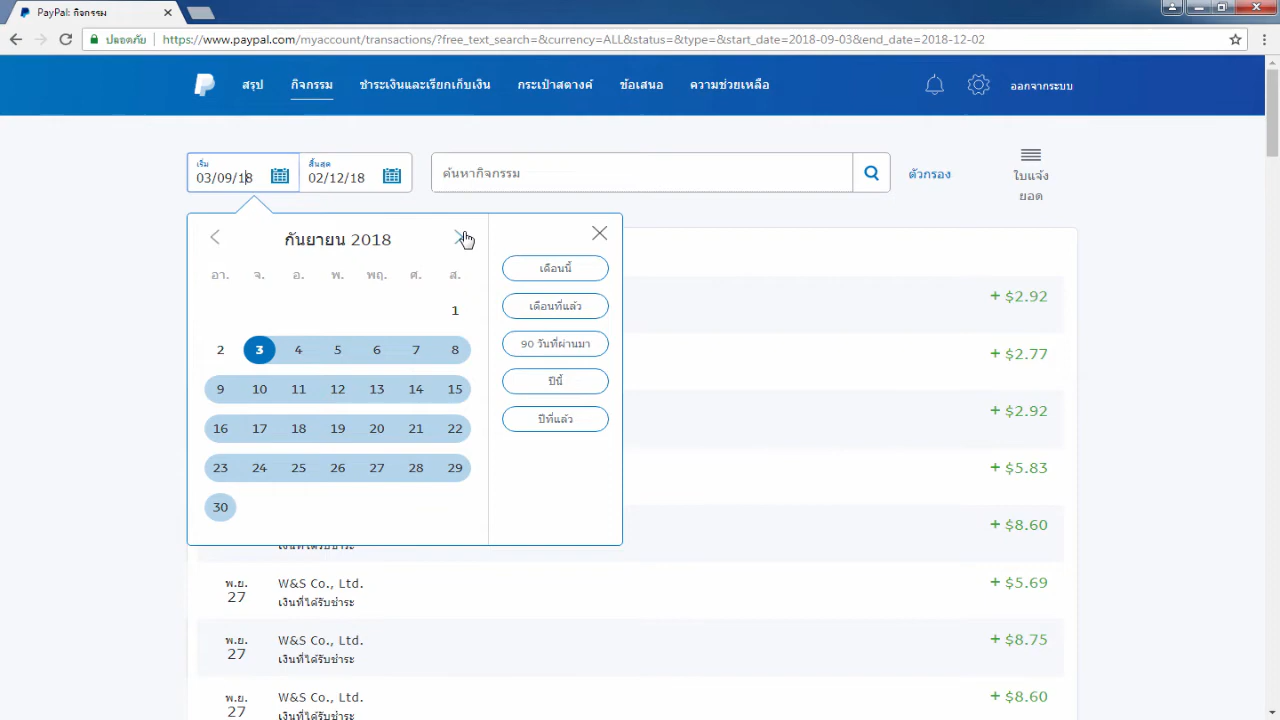 PayPal: กิจกรรม
ปลอดภัย https://www.paypal.com/myaccount/transactions/?free_text_search=&currency=ALL&status=&type=&start_date=2018-09-03&end_date=2018-12-02
สรุป กิจกรรม ชำระเงินและเรียกเก็บเงิน กระเป๋าสตางค์ ข้อเสนอ ความช่วยเหลือ ออกจากระบบ
เริ่ม สิ้นสุด
03/09/18 02/12/18 ค้นหากิจกรรม ตัวกรอง ใบแจ้ง
ยอด
กันยายน 2018
อา. จ. อ. พ. พฤ. ศ. ส.
1
2 3 4 5 6 7 8
9 10 11 12 13 14 15
16 17 18 19 20 21 22
23 24 25 26 27 28 29
30
เดือนนี้
เดือนที่แล้ว
90 วันที่ผ่านมา
ปีนี้
ปีที่แล้ว
+ $2.92
+ $2.77
+ $2.92
+ $5.83
+ $8.60
เงินที่ได้รับชำระ
พ.ย. W&S Co., Ltd. + $5.69
27 เงินที่ได้รับชำระ
พ.ย. W&S Co., Ltd. + $8.75
27 เงินที่ได้รับชำระ
พ.ย. W&S Co., Ltd. + $8.60
27 เงินที่ได้รับชำระ